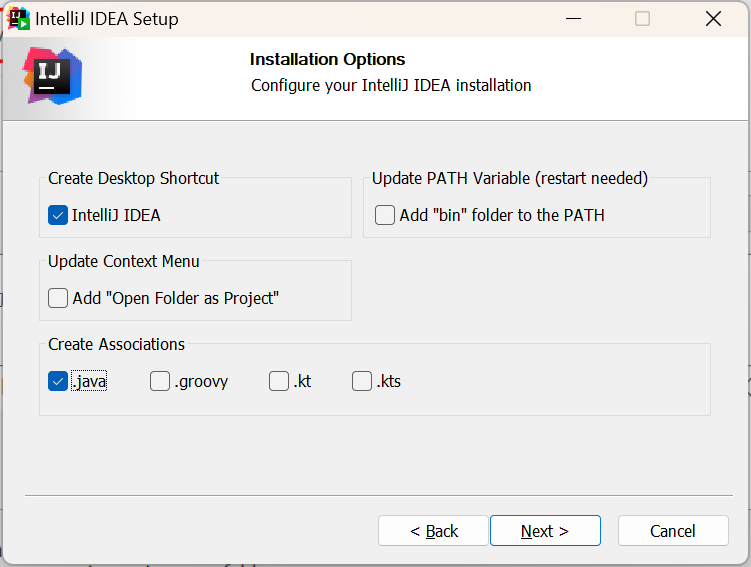 IntelliJ IDEA Setup
IJ
Installation Options
Configure your IntelliJ IDEA installation
Create Desktop Shortcut
IntelliJ IDEA
Update PATH Variable (restart needed)
Add "bin" folder to the PATH
Update Context Menu
Add "Open Folder as Project"
Create Associations
.java .groovy .kt .kts
< Back Next > Cancel